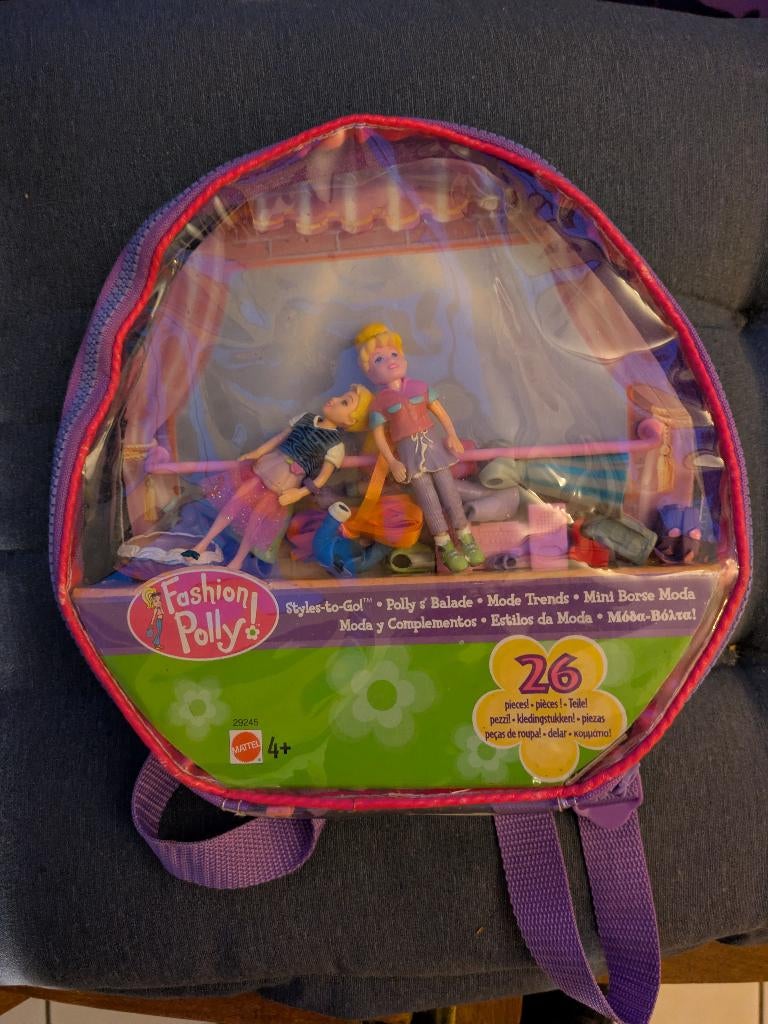 Fashion
Polly!
Styles-to-Go!™ • Polly s' Balade • Mode Trends • Mini Borse Moda
Moda y Complementos • Estilos da Moda • Μόδα-Βόλτα!
26
pieces! • pièces! • Teile!
pezzi! • kledingstukken! • piezas
peças de roupa! • delar • κομμάτια!
29245
MATTEL
4+